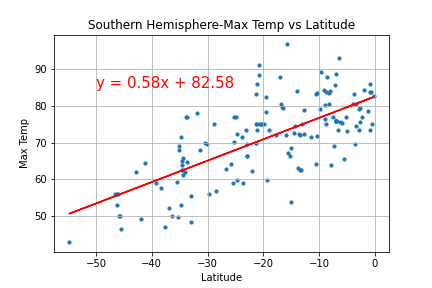 Southern Hemisphere-Max Temp vs Latitude
y = 0.58x + 82.58
Max Temp
90
80
70
60
50
−50
−40
−30
−20
−10
0
Latitude